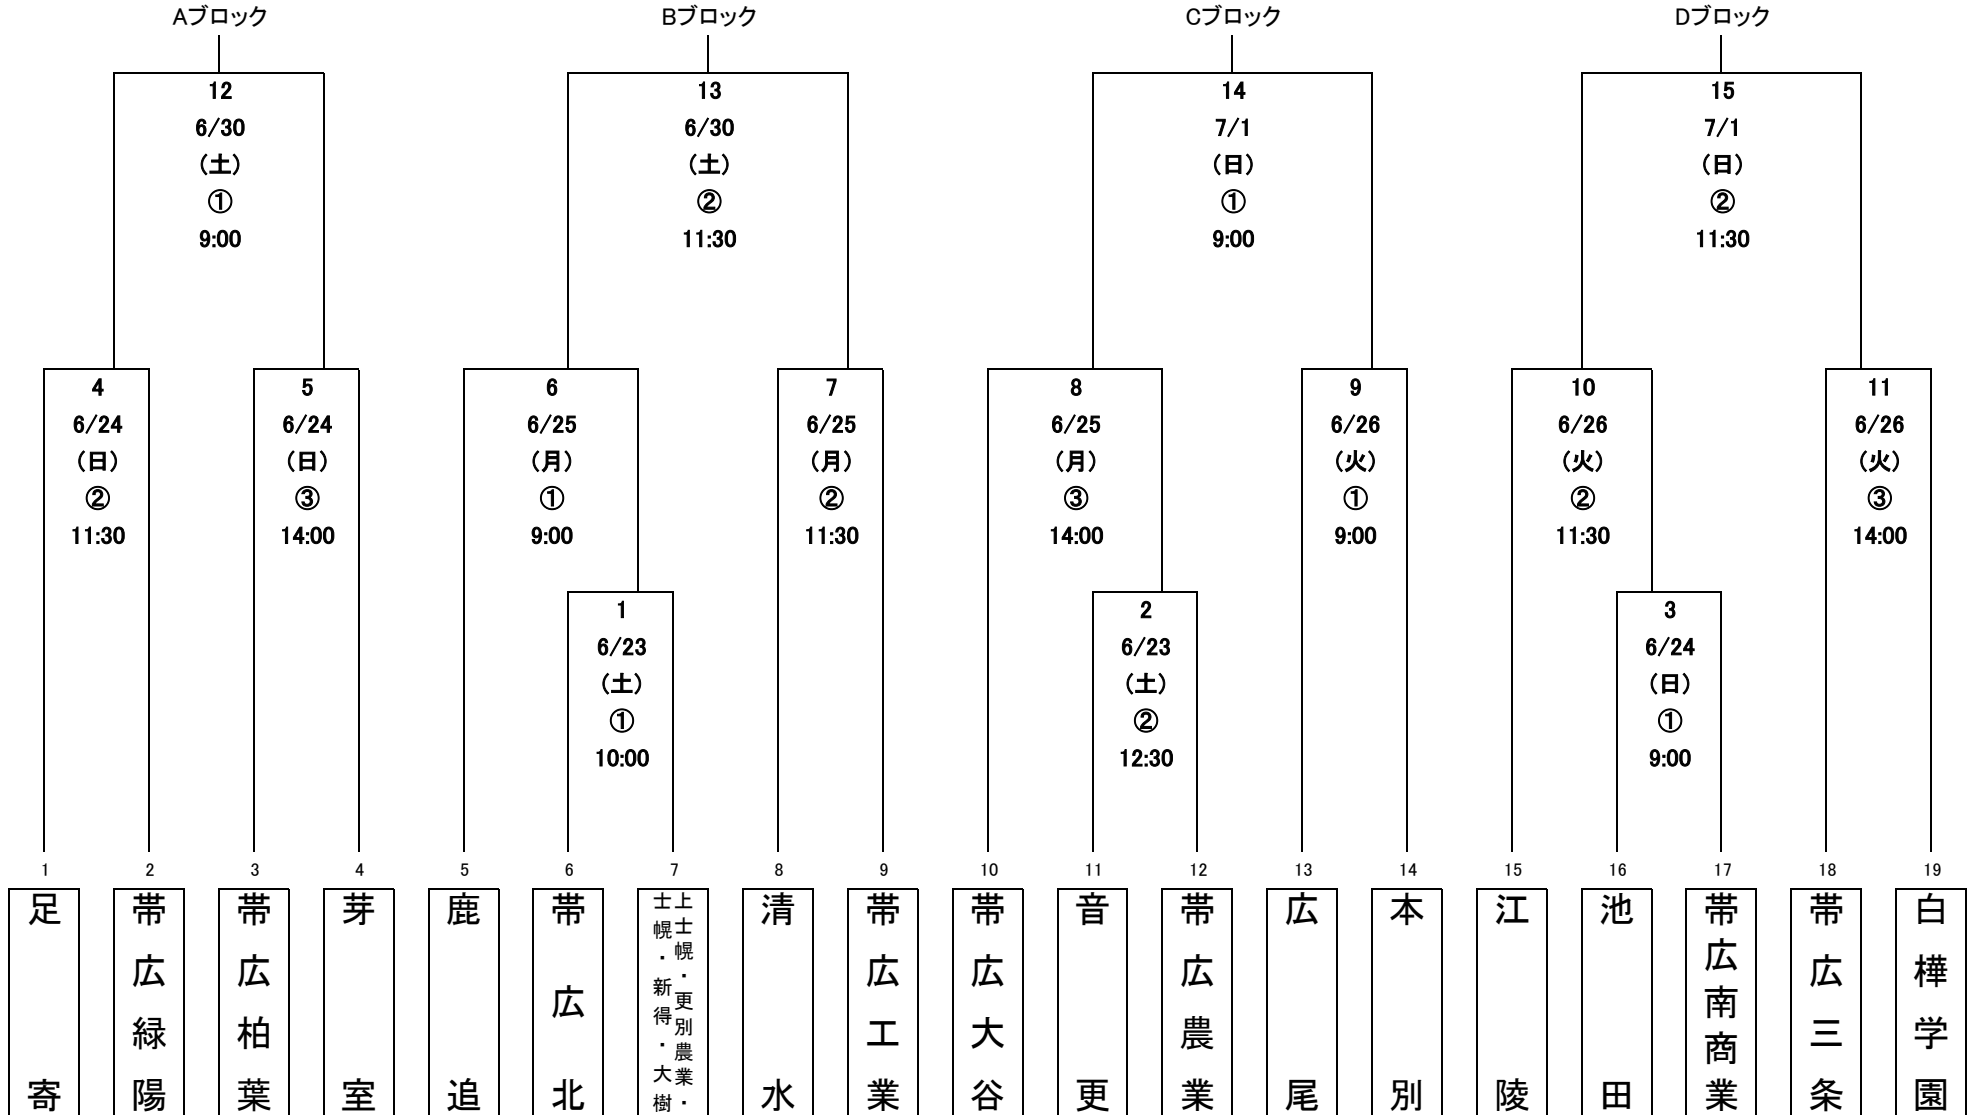 Aブロック
Bブロック
Cブロック
Dブロック
12
6/30
(土)
①
9:00
13
6/30
(土)
②
11:30
14
7/1
(日)
①
9:00
15
7/1
(日)
②
11:30
4
6/24
(日)
②
11:30
5
6/24
(日)
③
14:00
6
6/25
(月)
①
9:00
7
6/25
(月)
②
11:30
8
6/25
(月)
③
14:00
9
6/26
(火)
①
9:00
10
6/26
(火)
②
11:30
11
6/26
(火)
③
14:00
1
6/23
(土)
①
10:00
2
6/23
(土)
②
12:30
3
6/24
(日)
①
9:00
1
足寄
2
帯広緑陽
3
帯広柏葉
4
芽室
5
鹿追
6
帯広北
7
上士幌・更別農業・
士幌・新得・大樹
8
清水
9
帯広工業
10
帯広大谷
11
音更
12
帯広農業
13
広尾
14
本別
15
江陵
16
池田
17
帯広南商業
18
帯広三条
19
白樺学園